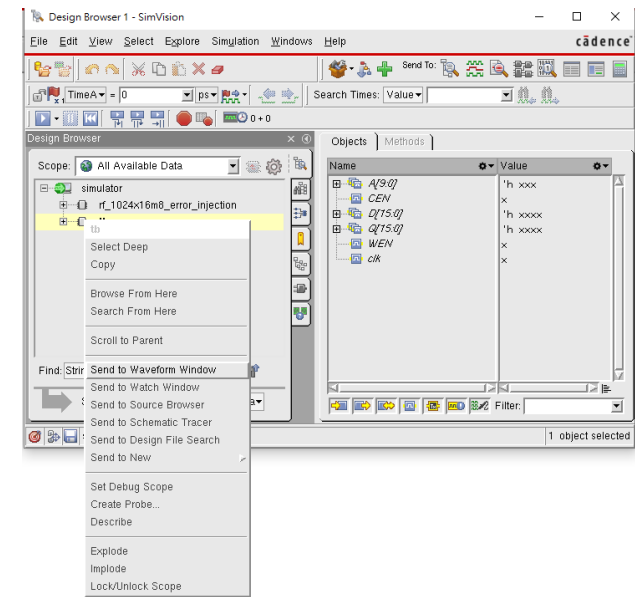 Design Browser 1 - SimVision
File Edit View Select Explore Simulation Windows Help
cādence
Send To:
TimeA = 0 ps
Search Times: Value
0 + 0
Design Browser
Objects Methods
Scope: All Available Data
Name Value
simulator
rf_1024x16m8_error_injection
A[9:0] 'h xxx
CEN x
D[15:0] 'h xxxx
Q[15:0] 'h xxxx
WEN x
clk x
tb
Select Deep
Copy
Browse From Here
Search From Here
Scroll to Parent
Find:
Send to Waveform Window
Send to Watch Window
Send to Source Browser
Send to Schematic Tracer
Send to Design File Search
Send to New
Filter:
1 object selected
Set Debug Scope
Create Probe...
Describe
Explode
Implode
Lock/Unlock Scope